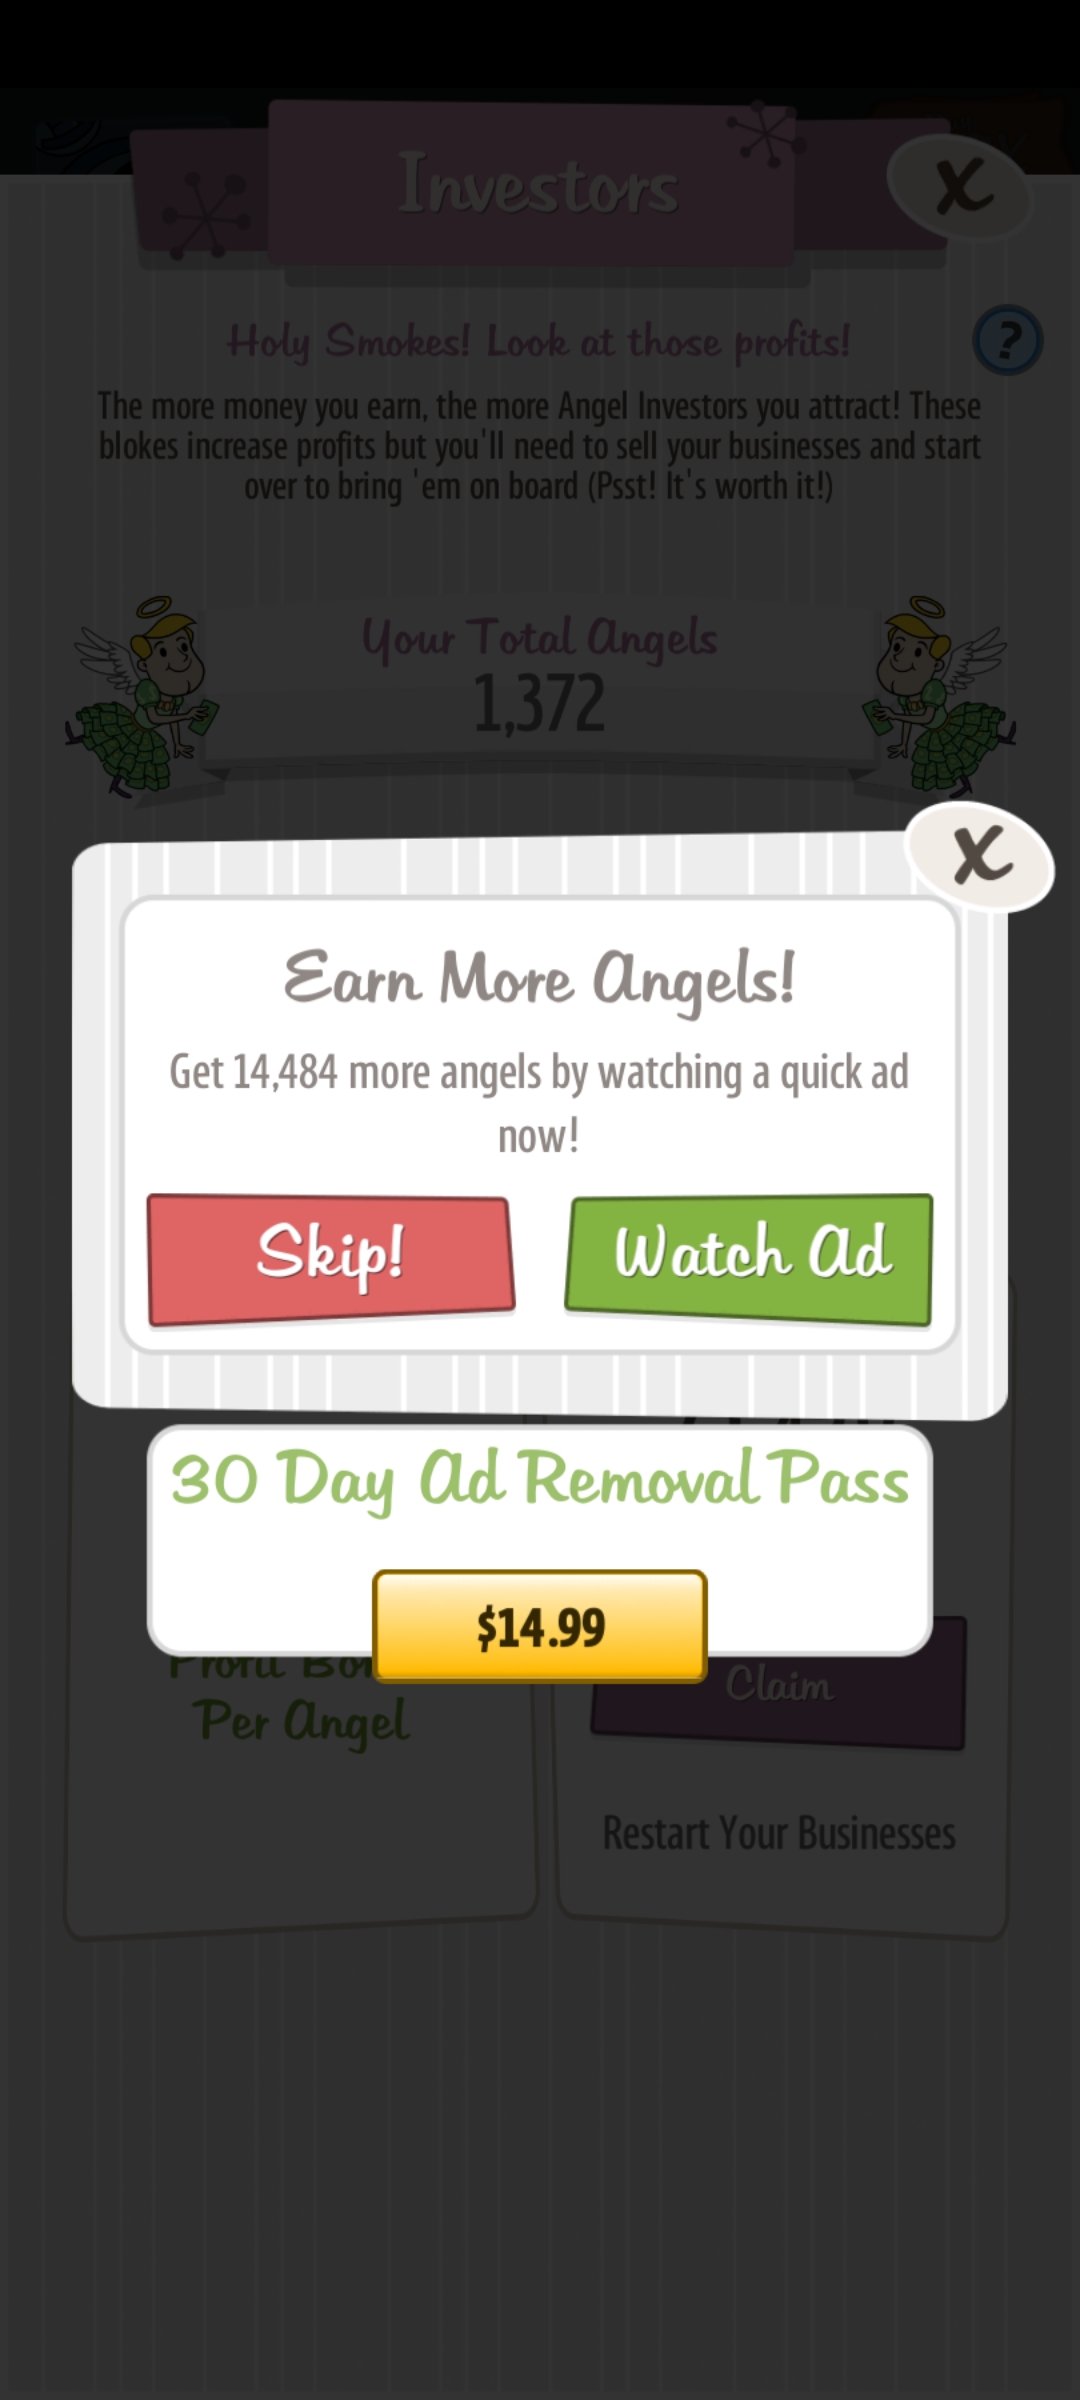 Investors
X
Holy Smokes! Look at those profits!
?
The more money you earn, the more Angel Investors you attract! These
blokes increase profits but you'll need to sell your businesses and start
over to bring 'em on board (Psst! It's worth it!)
Your Total Angels
1,372
X
Earn More Angels!
Get 14,484 more angels by watching a quick ad
now!
Skip!
Watch Ad
30 Day Ad Removal Pass
$14.99
Profit
Per Angel
Claim
Restart Your Businesses